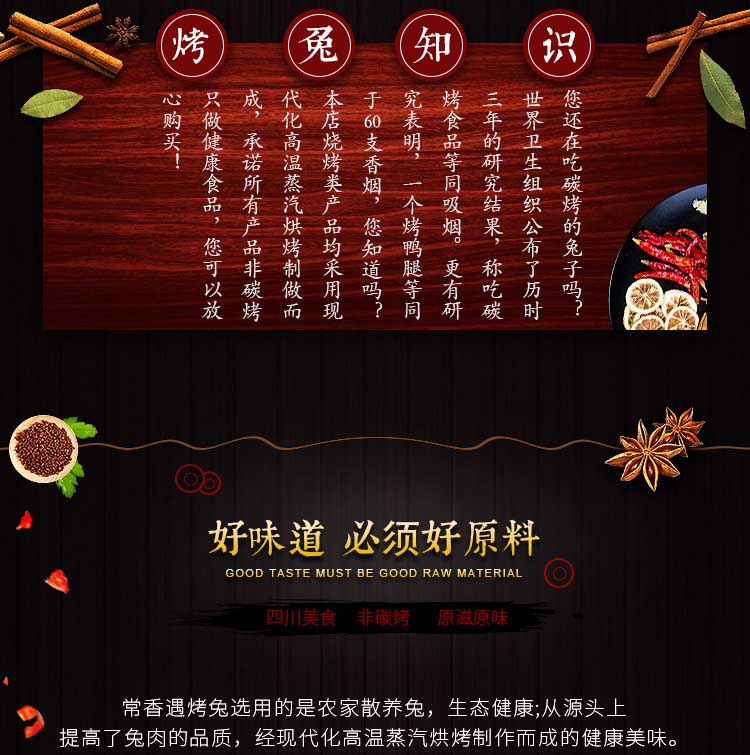 烤兔知识
您还在吃碳烤的兔子吗?
世界卫生组织公布了历时
三年的研究结果，称吃碳
烤食品等同吸烟。更有研
究表明，一个烤鸭腿等同
于60支香烟，您知道吗?
本店烧烤类产品均采用现
代化高温蒸汽烘烤制做而
成，承诺所有产品非碳烤
只做健康食品，您可以放
心购买！
好味道 必须好原料
GOOD TASTE MUST BE GOOD RAW MATERIAL
四川美食 非碳烤 原滋原味
常香遇烤兔选用的是农家散养兔，生态健康;从源头上
提高了兔肉的品质，经现代化高温蒸汽烘烤制作而成的健康美味。